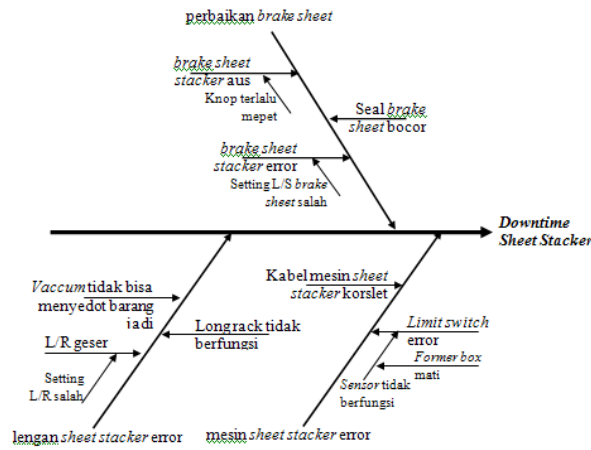 perbaikan brake sheet
brake sheet
stacker aus
Knop terlalu
mepet
Seal brake
sheet bocor
brake sheet
stacker error
Setting L/S brake
sheet salah
Downtime
Sheet Stacker
Vaccum tidak bisa
menyedot barang
jadi
Longrack tidak
berfungsi
L/R geser
Setting
L/R salah
lengan sheet stacker error
Kabel mesin sheet
stacker korslet
Limit switch
error
Former box
mati
Sensor tidak
berfungsi
mesin sheet stacker error